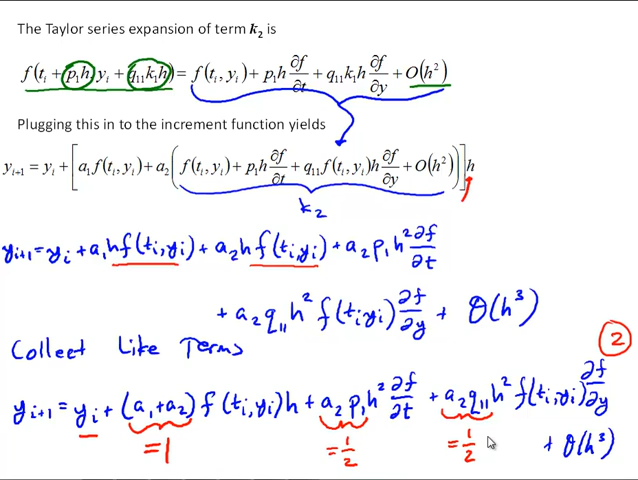 The Taylor series expansion of term k₂ is
f(tᵢ + p₁h, yᵢ + q₁₁k₁h) = f(tᵢ, yᵢ) + p₁h ∂f/∂t + q₁₁k₁h ∂f/∂y + O(h²)
Plugging this in to the increment function yields
yᵢ₊₁ = yᵢ + [a₁f(tᵢ, yᵢ) + a₂(f(tᵢ, yᵢ) + p₁h ∂f/∂t + q₁₁f(tᵢ, yᵢ)h ∂f/∂y + O(h²))]h
k₂
yᵢ₊₁ = yᵢ + a₁hf(tᵢ, yᵢ) + a₂hf(tᵢ, yᵢ) + a₂p₁h² ∂f/∂t
+ a₂q₁₁h² f(tᵢ yᵢ) ∂f/∂y + O(h³)
Collect Like Terms
2
yᵢ₊₁ = yᵢ + (a₁+a₂) f(tᵢ, yᵢ)h + a₂p₁h² ∂f/∂t + a₂q₁₁h² f(tᵢ, yᵢ) ∂f/∂y
=1 =1/2 =1/2 + O(h³)